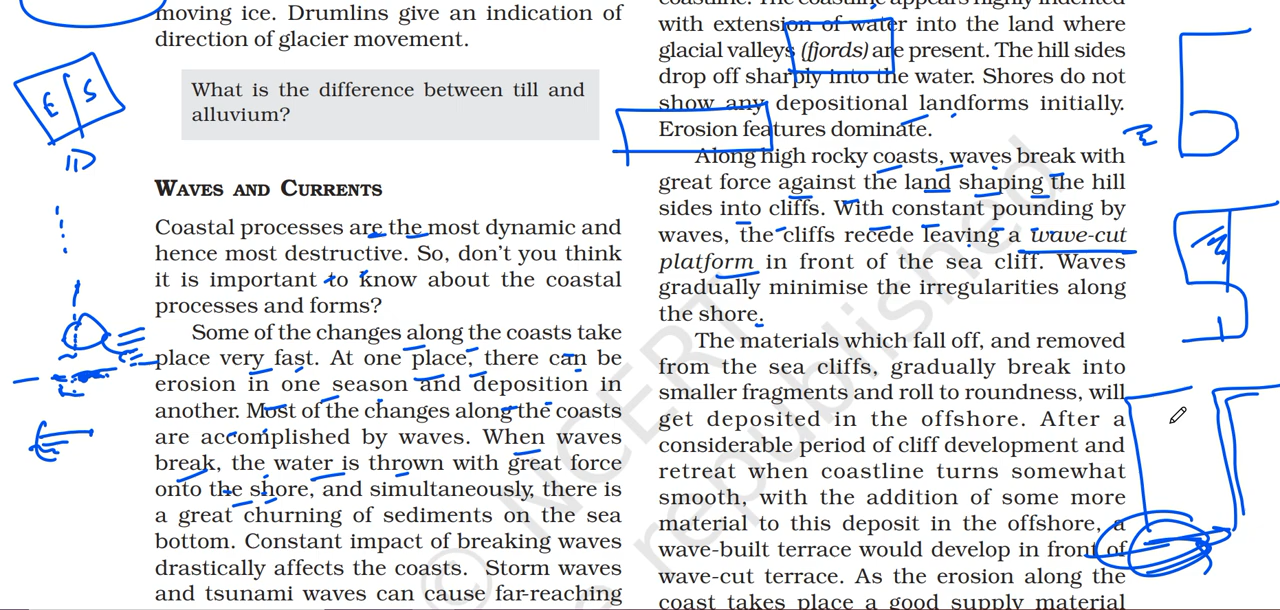 moving ice. Drumlins give an indication of
direction of glacier movement.
What is the difference between till and
alluvium?
WAVES AND CURRENTS
Coastal processes are the most dynamic and
hence most destructive. So, don't you think
it is important to know about the coastal
processes and forms?
Some of the changes along the coasts take
place very fast. At one place, there can be
erosion in one season and deposition in
another. Most of the changes along the coasts
are accomplished by waves. When waves
break, the water is thrown with great force
onto the shore, and simultaneously, there is
a great churning of sediments on the sea
bottom. Constant impact of breaking waves
drastically affects the coasts. Storm waves
and tsunami waves can cause far-reaching
coastline. The coastline appears highly indented
with extension of water into the land where
glacial valleys (fjords) are present. The hill sides
drop off sharply into the water. Shores do not
show any depositional landforms initially.
Erosion features dominate.
Along high rocky coasts, waves break with
great force against the land shaping the hill
sides into cliffs. With constant pounding by
waves, the cliffs recede leaving a wave-cut
platform in front of the sea cliff. Waves
gradually minimise the irregularities along
the shore.
The materials which fall off, and removed
from the sea cliffs, gradually break into
smaller fragments and roll to roundness, will
get deposited in the offshore. After a
considerable period of cliff development and
retreat when coastline turns somewhat
smooth, with the addition of some more
material to this deposit in the offshore, a
wave-built terrace would develop in front of
wave-cut terrace. As the erosion along the
coast takes place a good supply material
E S
© NCERT
republished